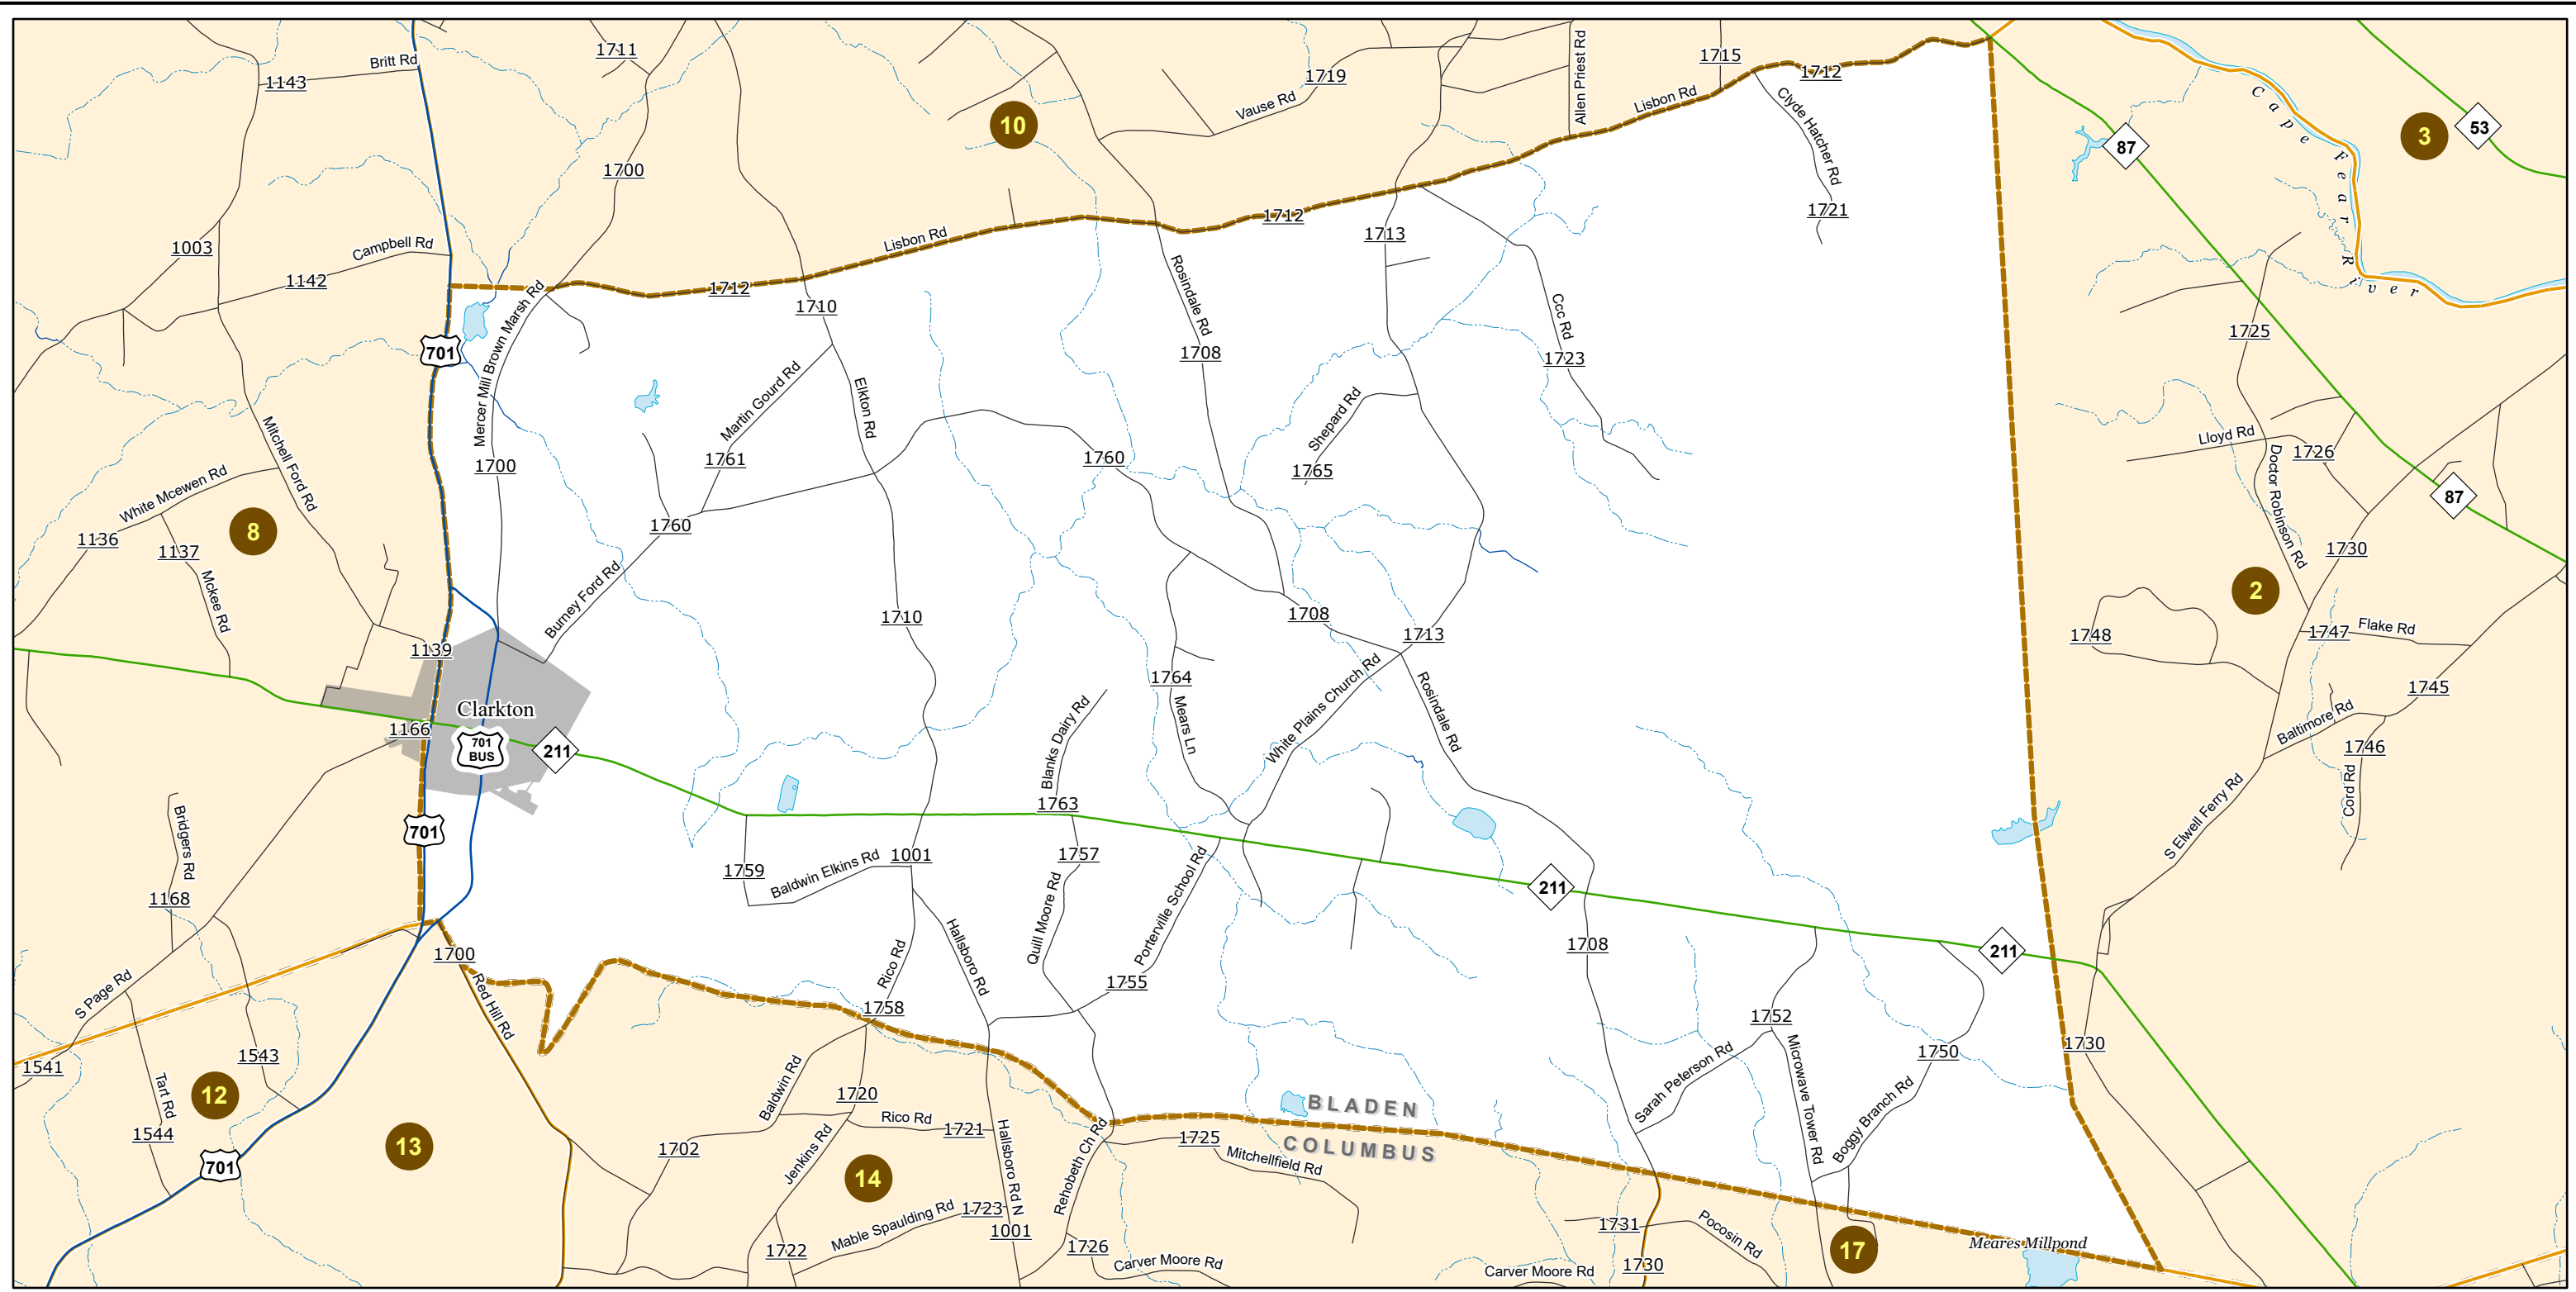 1711
1143
Britt Rd
10
1719
Vause Rd
Allen Priest Rd
1715
1712
Lisbon Rd
Clyde Hatcher Rd
1721
87
53
3
Cape Fear River
1700
1003
Campbell Rd
1142
1712
Lisbon Rd
1712
1713
701
Mercer Mill Brown Marsh Rd
1710
Rosindale Rd
1708
Ccc Rd
1723
1725
Martin Gourd Rd
1761
Elkton Rd
Shepard Rd
1765
Mitchell Ford Rd
1700
1760
1760
Lloyd Rd
1726
Doctor Robinson Rd
87
White Mcewen Rd
1136
1137
8
Mckee Rd
Burney Ford Rd
1730
2
1710
1708
1713
1748
1747
Flake Rd
1139
1764
Mears Ln
White Plains Church Rd
Rosindale Rd
1745
Baltimore Rd
1746
Cord Rd
Clarkton
1166
701
BUS
211
Blanks Dairy Rd
1763
S Elwell Ferry Rd
701
Bridgers Rd
1168
1759
Baldwin Elkins Rd
1001
1757
Quill Moore Rd
Porterville School Rd
211
1700
Red Hill Rd
Rico Rd
Hallsboro Rd
1755
1708
211
S Page Rd
1758
1752
1750
1730
1541
1543
12
Tart Rd
1544
701
13
Baldwin Rd
1720
Rico Rd
1721
Hallsboro Rd N
Rehobeth Ch Rd
1725
Mitchellfield Rd
BLADEN
COLUMBUS
Sarah Peterson Rd
Microwave Tower Rd
Boggy Branch Rd
1702
Jenkins Rd
14
Mable Spaulding Rd
1723
1001
1722
1726
Carver Moore Rd
1731
Pocosin Rd
1730
Carver Moore Rd
17
Meares Millpond